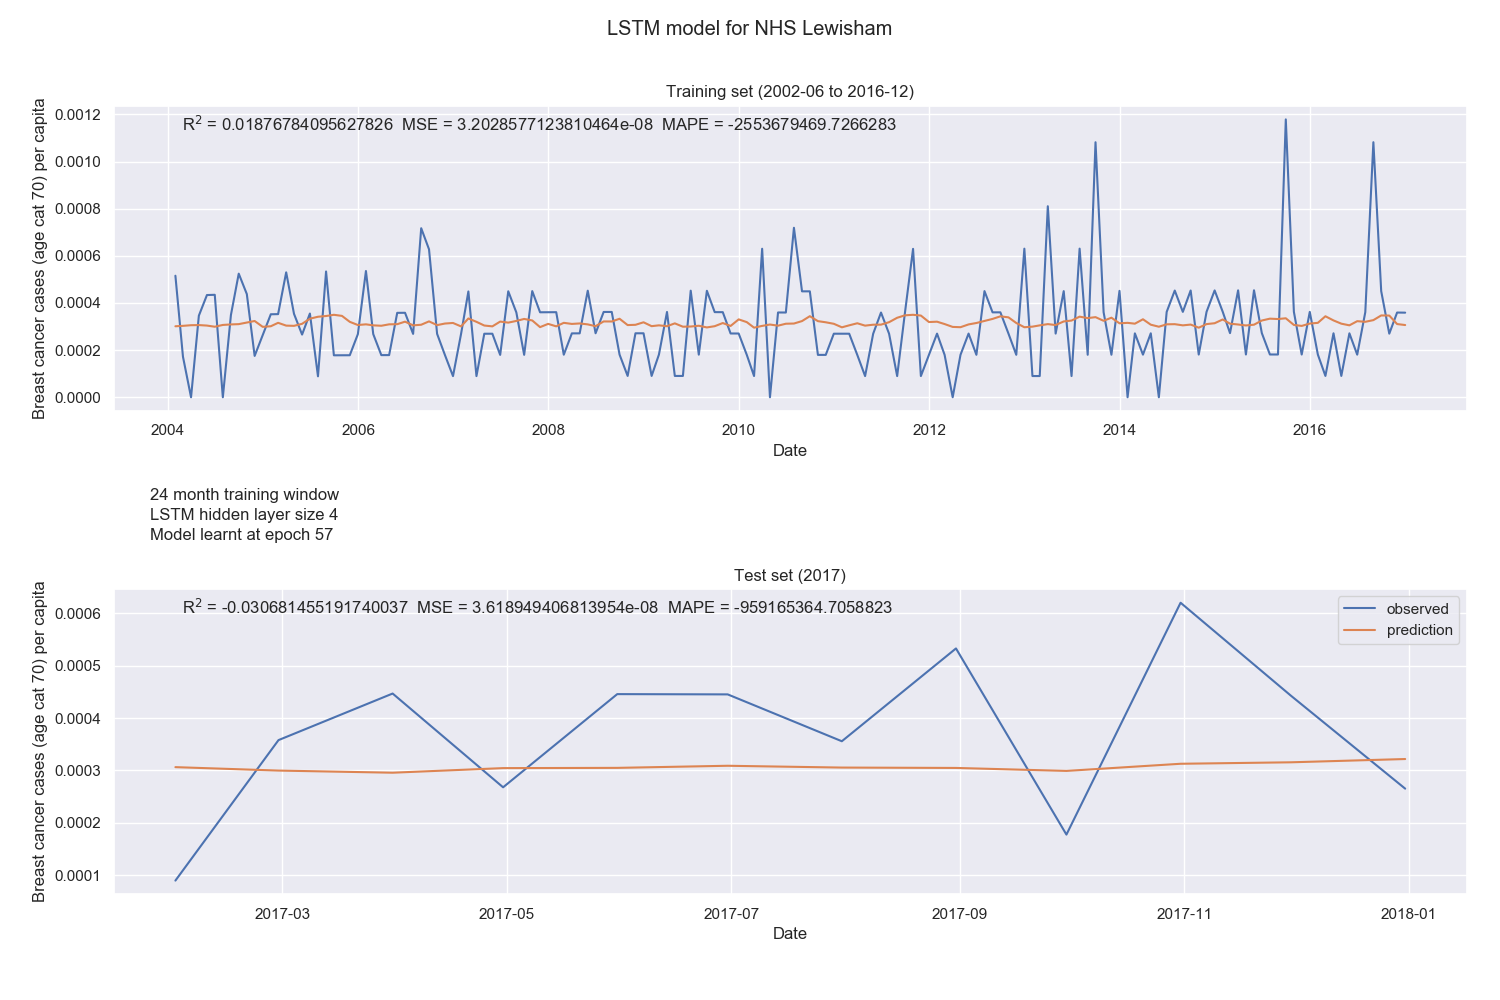 LSTM model for NHS Lewisham
Training set (2002-06 to 2016-12)
R² = 0.01876784095627826 MSE = 3.2028577123810464e-08 MAPE = -2553679469.7266283
Breast cancer cases (age cat 70) per capita
0.0012
0.0010
0.0008
0.0006
0.0004
0.0002
0.0000
2004 2006 2008 2010 2012 2014 2016
Date
24 month training window
LSTM hidden layer size 4
Model learnt at epoch 57
Test set (2017)
R² = -0.030681455191740037 MSE = 3.618949406813954e-08 MAPE = -959165364.7058823
observed
prediction
Breast cancer cases (age cat 70) per capita
0.0006
0.0005
0.0004
0.0003
0.0002
0.0001
2017-03 2017-05 2017-07 2017-09 2017-11 2018-01
Date